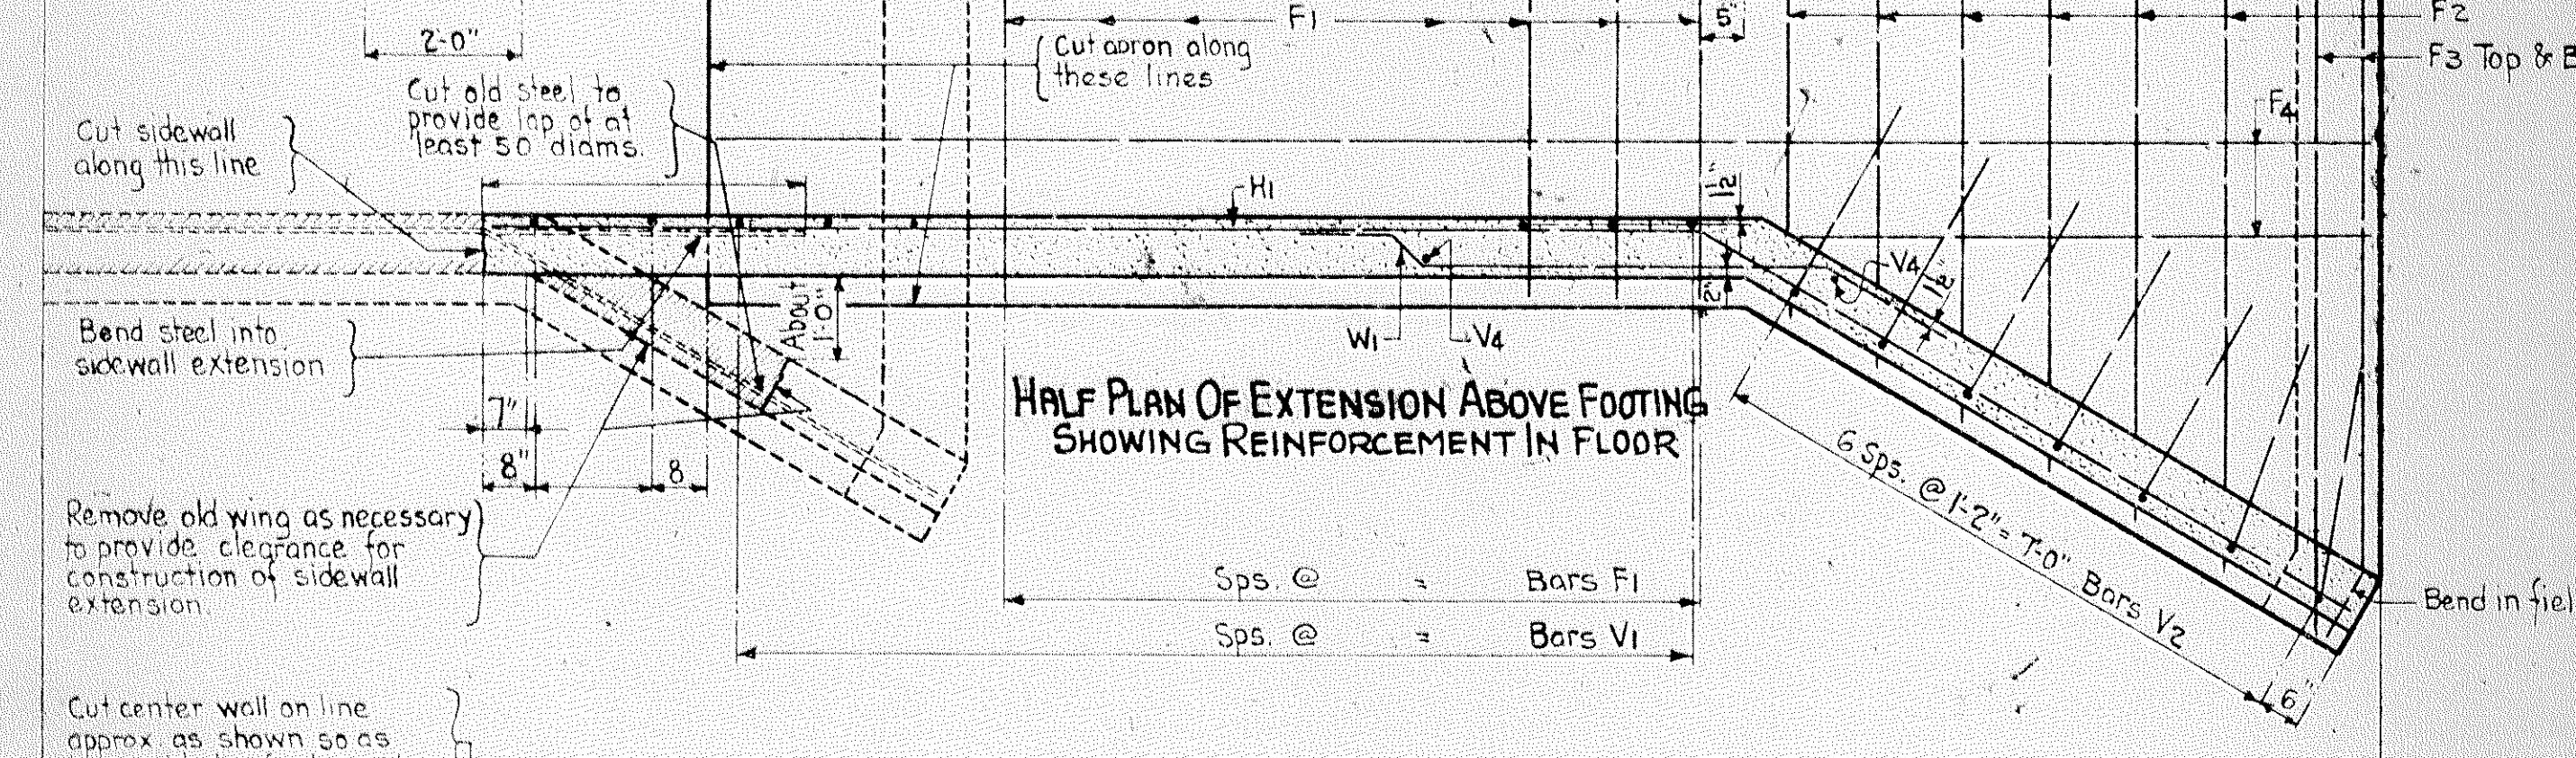 2'-0"
F1
5"
F2
F3 Top & B
Cut apron along
these lines
Cut old steel to
provide lap of at
least 50 diams.
Cut sidewall
along this line
F4
H1
1½"
V4
1½"
2"
Bend steel into
sidewall extension
About
1'-0"
W1
V4
HALF PLAN OF EXTENSION ABOVE FOOTING
SHOWING REINFORCEMENT IN FLOOR
7"
8"
8
6 Sps. @ 1'-2" = 7'-0" Bars V2
6"
Remove old wing as necessary
to provide clearance for
construction of sidewall
extension.
Sps. @ = Bars F1
Sps. @ = Bars V1
Bend in fiel
Cut center wall on line
approx. as shown so as